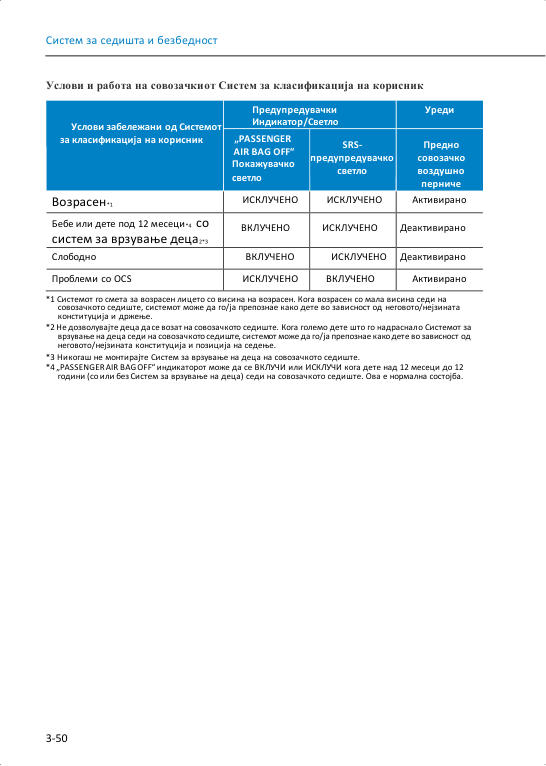 Систем за седишта и безбедност
Услови и работа на совозачкиот Систем за класификација на корисник
Услови забележани од Системот
за класификација на корисник
Предупредувачки
Индикатор/Светло
Уреди
„PASSENGER
AIR BAG OFF“
Покажувачко
светло
SRS-
предупредувачко
светло
Предно
совозачко
воздушно
перниче
Возрасен*1 ИСКЛУЧЕНО ИСКЛУЧЕНО Активирано
Бебе или дете под 12 месеци*4 со
систем за врзување деца2*3 ВКЛУЧЕНО ИСКЛУЧЕНО Деактивирано
Слободно ВКЛУЧЕНО ИСКЛУЧЕНО Деактивирано
Проблеми со OCS ИСКЛУЧЕНО ВКЛУЧЕНО Активирано
*1 Системот го смета за возрасен лицето со висина на возрасен. Кога возрасен со мала висина седи на
совозачкото седиште, системот може да го/ја препознае како дете во зависност од неговото/нејзината
конституција и држење.
*2 Не дозволувајте деца да се возат на совозачкото седиште. Кога големо дете што го надраснало Системот за
врзување на деца седи на совозачкото седиште, системот може да го/ја препознае како дете во зависност од
неговото/нејзината конституција и позиција на седење.
*3 Никогаш не монтирајте Систем за врзување на деца на совозачкото седиште.
*4 „PASSENGER AIR BAG OFF“ индикаторот може да се ВКЛУЧИ или ИСКЛУЧИ кога дете над 12 месеци до 12
години (со или без Систем за врзување на деца) седи на совозачкото седиште. Ова е нормална состојба.
3-50